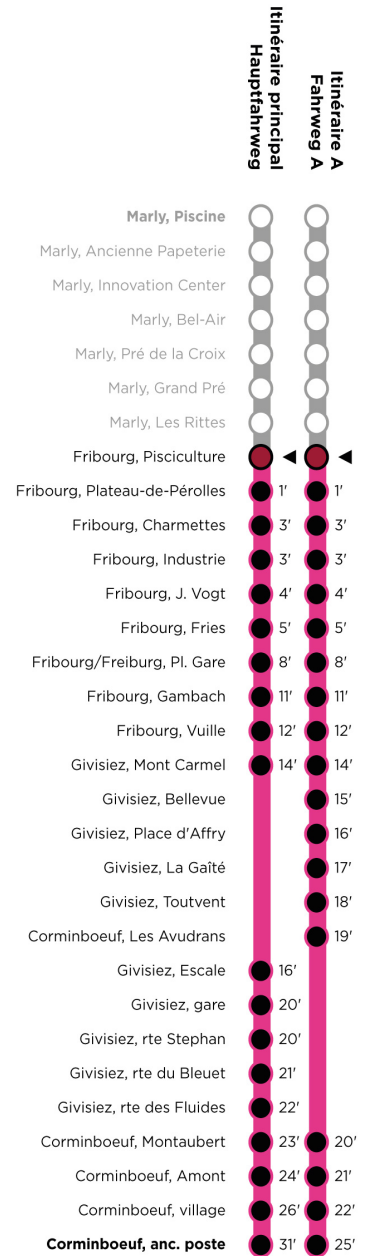 Itinéraire principal
Hauptfahrweg
Itinéraire A
Fahrweg A
Marly, Piscine
Marly, Ancienne Papeterie
Marly, Innovation Center
Marly, Bel-Air
Marly, Pré de la Croix
Marly, Grand Pré
Marly, Les Rittes
Fribourg, Pisciculture
Fribourg, Plateau-de-Pérolles 1' 1'
Fribourg, Charmettes 3' 3'
Fribourg, Industrie 3' 3'
Fribourg, J. Vogt 4' 4'
Fribourg, Fries 5' 5'
Fribourg/Freiburg, Pl. Gare 8' 8'
Fribourg, Gambach 11' 11'
Fribourg, Vuille 12' 12'
Givisiez, Mont Carmel 14' 14'
Givisiez, Bellevue 15'
Givisiez, Place d'Affry 16'
Givisiez, La Gaîté 17'
Givisiez, Toutvent 18'
Corminboeuf, Les Avudrans 19'
Givisiez, Escale 16'
Givisiez, gare 20'
Givisiez, rte Stephan 20'
Givisiez, rte du Bleuet 21'
Givisiez, rte des Fluides 22'
Corminboeuf, Montaubert 23' 20'
Corminboeuf, Amont 24' 21'
Corminboeuf, village 26' 22'
Corminboeuf, anc. poste 31' 25'